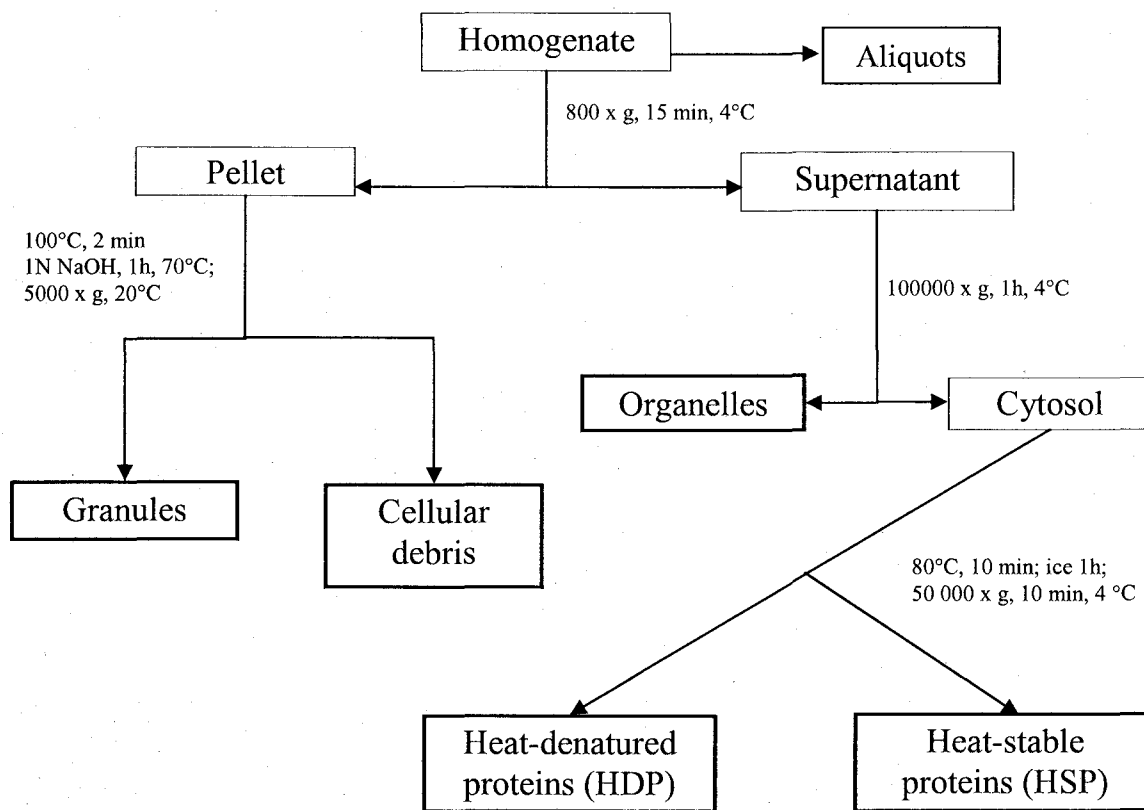 Homogenate
Aliquots
800 x g, 15 min, 4°C
Pellet
Supernatant
100°C, 2 min
1N NaOH, 1h, 70°C;
5000 x g, 20°C
100000 x g, 1h, 4°C
Organelles
Cytosol
Granules
Cellular
debris
80°C, 10 min; ice 1h;
50 000 x g, 10 min, 4 °C
Heat-denatured
proteins (HDP)
Heat-stable
proteins (HSP)